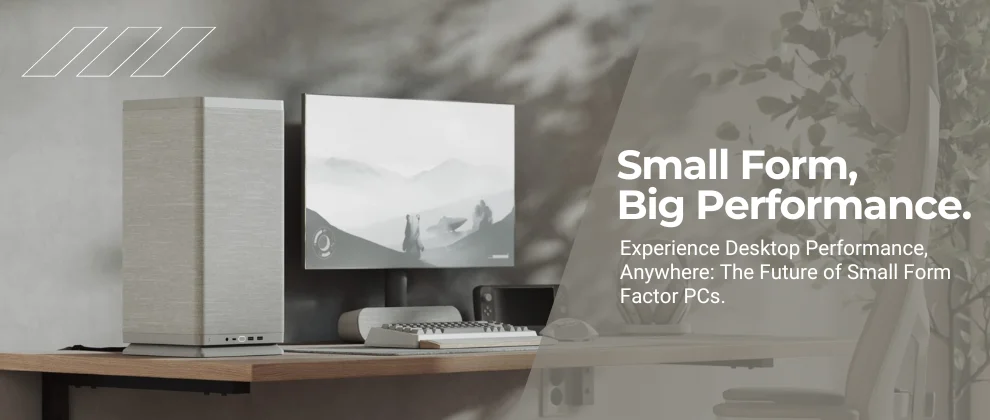 Small Form,
Big Performance.
Experience Desktop Performance,
Anywhere: The Future of Small Form
Factor PCs.